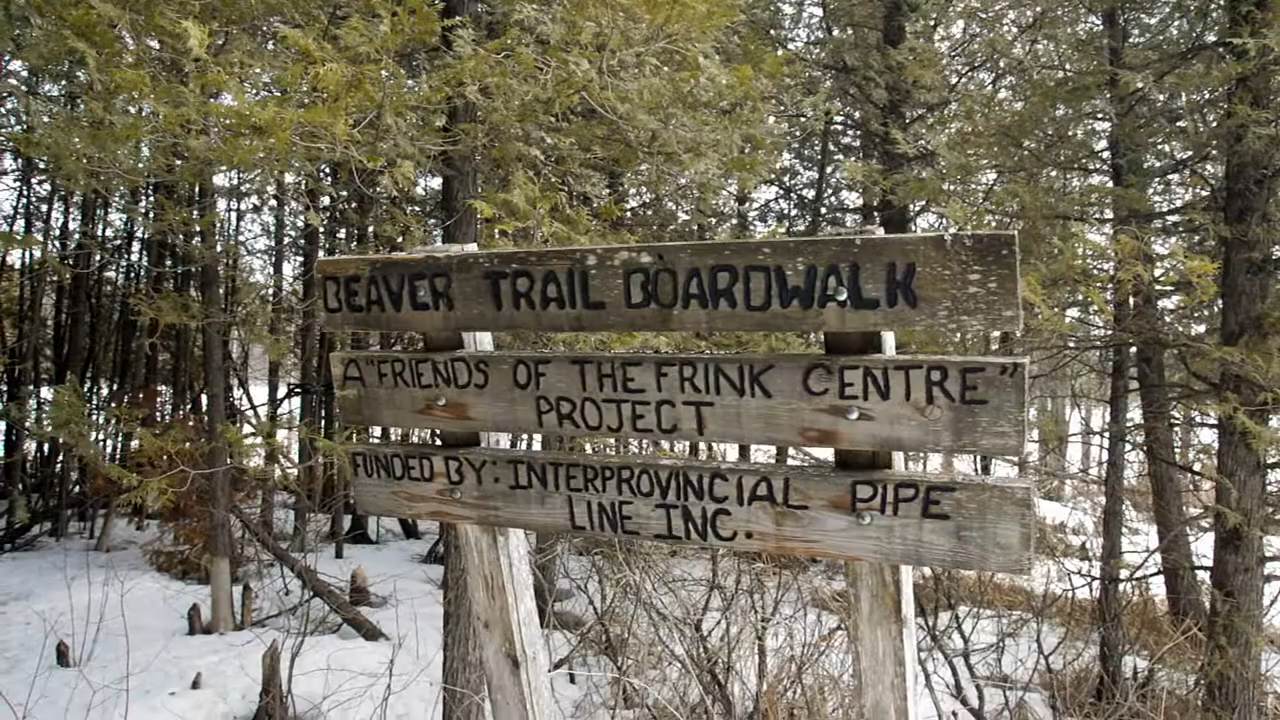 BEAVER TRAIL BOARDWALK
A "FRIENDS OF THE FRINK CENTRE"
PROJECT
FUNDED BY: INTERPROVINCIAL PIPE
LINE INC.